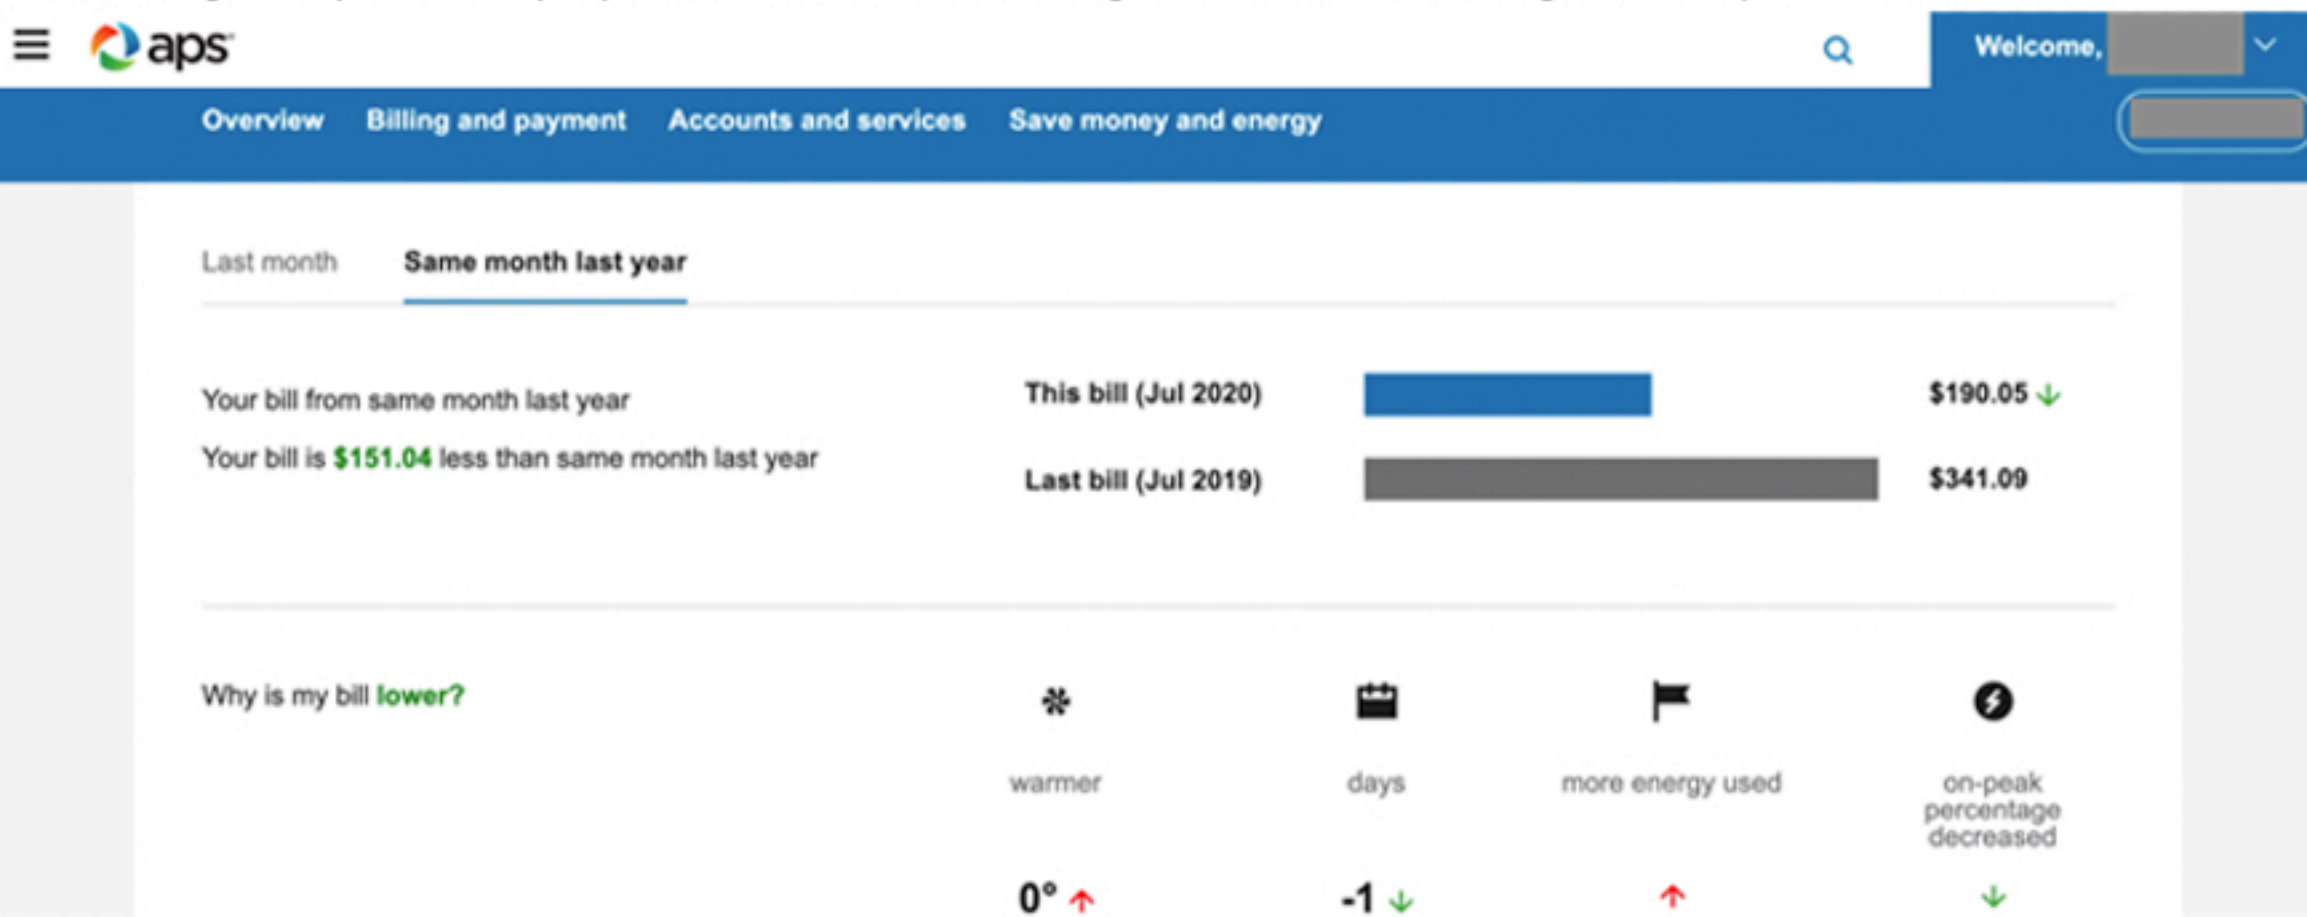 aps
Welcome,
Overview Billing and payment Accounts and services Save money and energy
Last month Same month last year
Your bill from same month last year
Your bill is $151.04 less than same month last year
This bill (Jul 2020) $190.05
Last bill (Jul 2019) $341.09
Why is my bill lower?
warmer
0°
days
-1
more energy used
on-peak
percentage
decreased